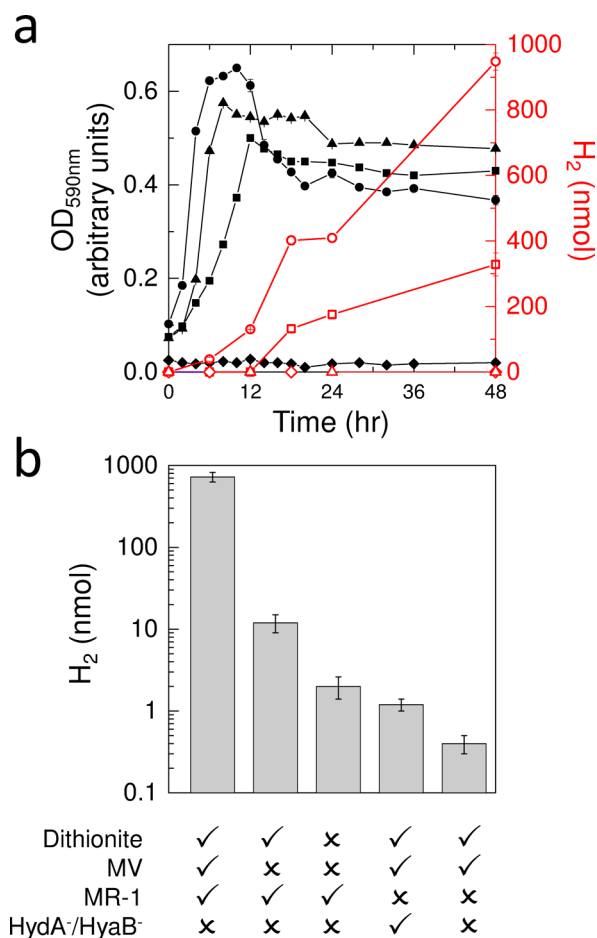 a
OD590nm
(arbitrary units)
0.6
0.4
0.2
0.0
1000
800
600
400
200
0
H2 (nmol)
0 12 24 36 48
Time (hr)
b
H2 (nmol)
1000
100
10
1
0.1
Dithionite ✓ ✓ x ✓ ✓
MV ✓ x x ✓ ✓
MR-1 ✓ ✓ ✓ x x
HydA⁻/HyaB⁻ x x x ✓ x